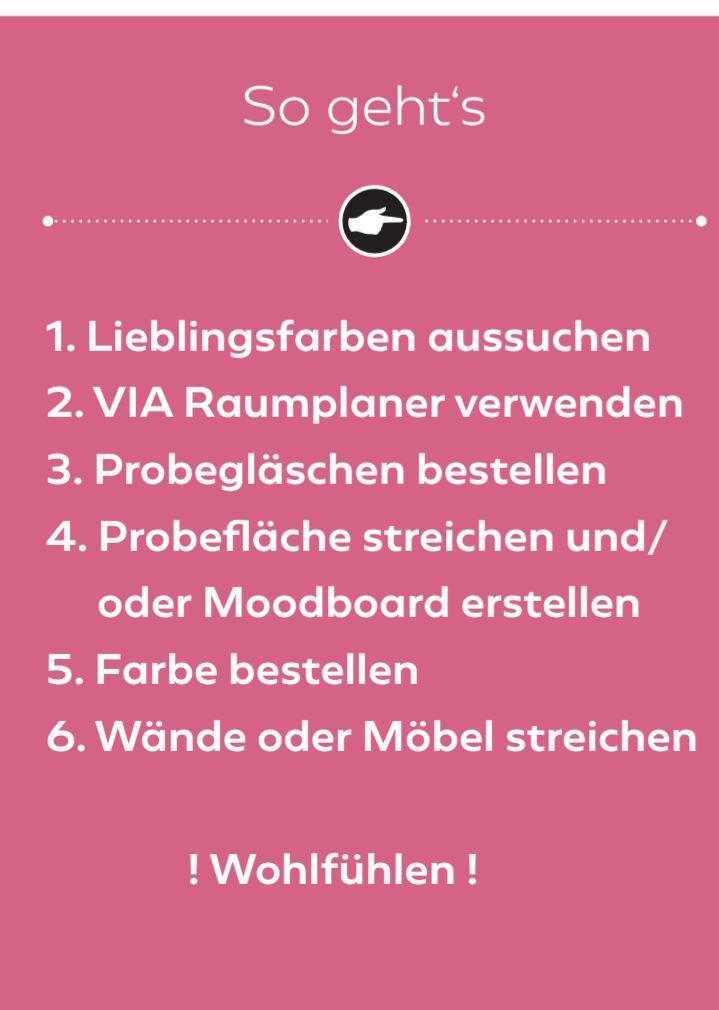 So geht‘s
1. Lieblingsfarben aussuchen
2. VIA Raumplaner verwenden
3. Probegläschen bestellen
4. Probefläche streichen und/
oder Moodboard erstellen
5. Farbe bestellen
6. Wände oder Möbel streichen
! Wohlfühlen !